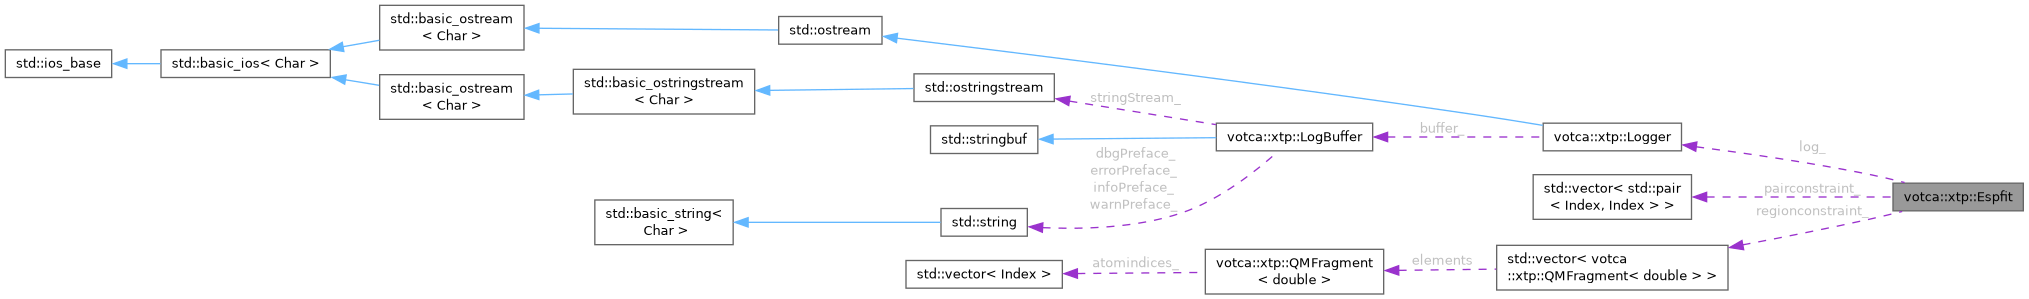 std::ios_base
std::basic_ios< Char >
std::basic_ostream
< Char >
std::basic_ostream
< Char >
std::basic_ostringstream
< Char >
std::ostream
std::ostringstream
std::stringbuf
std::basic_string<
Char >
std::string
std::vector< Index >
stringStream_
dbgPreface_
errorPreface_
infoPreface_
warnPreface_
atomindices_
votca::xtp::LogBuffer
votca::xtp::QMFragment
< double >
buffer_
elements
votca::xtp::Logger
std::vector< std::pair
< Index, Index > >
std::vector< votca
::xtp::QMFragment< double > >
log_
pairconstraint_
regionconstraint_
votca::xtp::Espfit